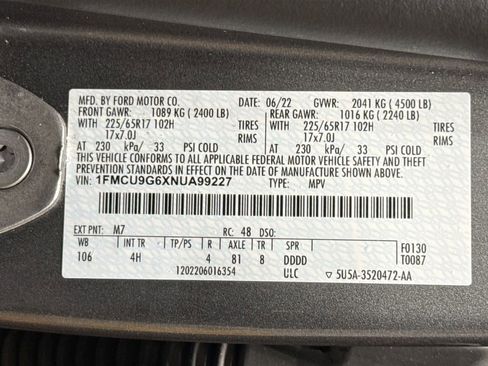 MFD. BY FORD MOTOR CO. 06/22 GVWR: 2041 KG (4500 LB)
FRONT GAWR: 1089 KG (2400 LB) REAR GAWR: 1016 KG (2240 LB)
WITH 225/65R17 102H TIRES WITH 225/65R17 102H TIRES
17x7.0J RIMS 17x7.0J RIMS
AT 230 kPa/ 33 PSI COLD AT 230 kPa/ 33 PSI COLD
THIS VEHICLE CONFORMS TO ALL APPLICABLE FEDERAL MOTOR VEHICLE SAFETY AND THEFT
PREVENTION STANDARDS IN EFFECT ON THE DATE OF MANUFACTURE SHOWN ABOVE.
VIN: 1FMCU9G6XNUA99227 TYPE: MPV
EXT PNT: M7 RC: 48 DSO: F0130
WB INT TR TP/PS R AXLE TR SPR T0087
106 4H 4 81 8 DDDD
1202206016354 ULC 5U5A-3520472-AA